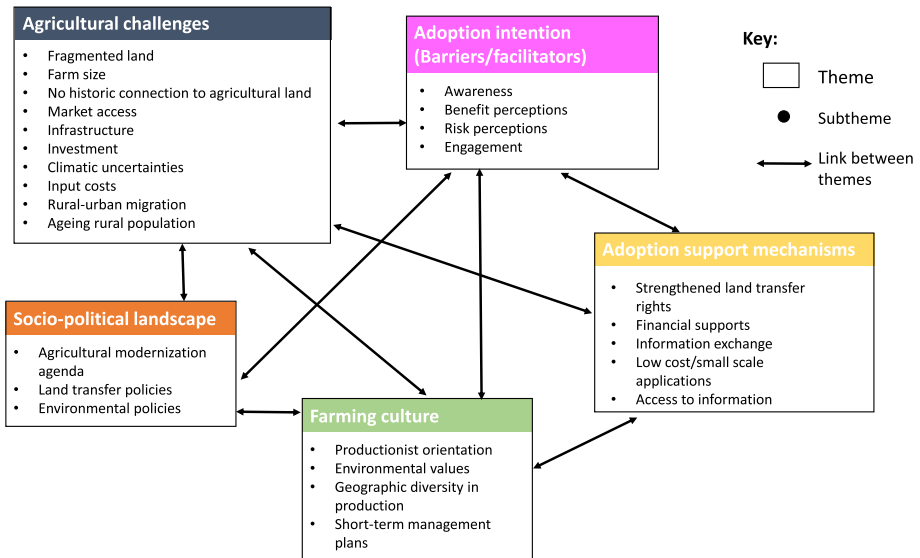 Agricultural challenges
• Fragmented land
• Farm size
• No historic connection to agricultural land
• Market access
• Infrastructure
• Investment
• Climatic uncertainties
• Input costs
• Rural-urban migration
• Ageing rural population
Adoption intention
(Barriers/facilitators)
• Awareness
• Benefit perceptions
• Risk perceptions
• Engagement
Key:
Theme
Subtheme
Link between
themes
Adoption support mechanisms
• Strengthened land transfer
rights
• Financial supports
• Information exchange
• Low cost/small scale
applications
• Access to information
Socio-political landscape
• Agricultural modernization
agenda
• Land transfer policies
• Environmental policies
Farming culture
• Productionist orientation
• Environmental values
• Geographic diversity in
production
• Short-term management
plans